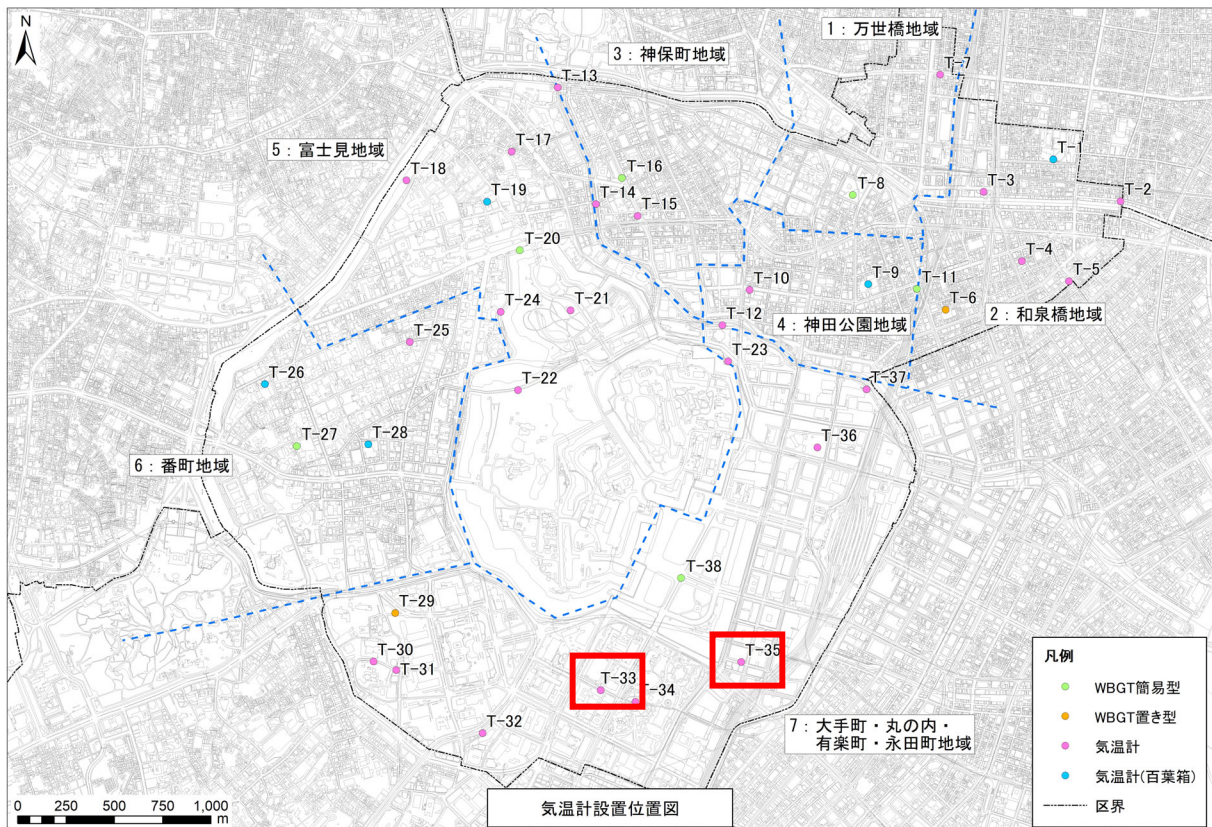 N
1：万世橋地域
3：神保町地域
T-7
T-13
T-1
5：富士見地域
T-17
T-18
T-16
T-3
T-19
T-8
T-2
T-14
T-15
T-20
T-4
T-10
T-9
T-11
T-5
T-24
T-21
T-6
T-12
4：神田公園地域
2：和泉橋地域
T-25
T-23
T-26
T-22
T-37
T-27
T-28
T-36
6：番町地域
T-38
T-29
T-30
T-31
T-33
T-34
T-35
T-32
7：大手町・丸の内・
有楽町・永田町地域
凡例
WBGT簡易型
WBGT置き型
気温計
気温計(百葉箱)
区界
0 250 500 750 1,000
m
気温計設置位置図